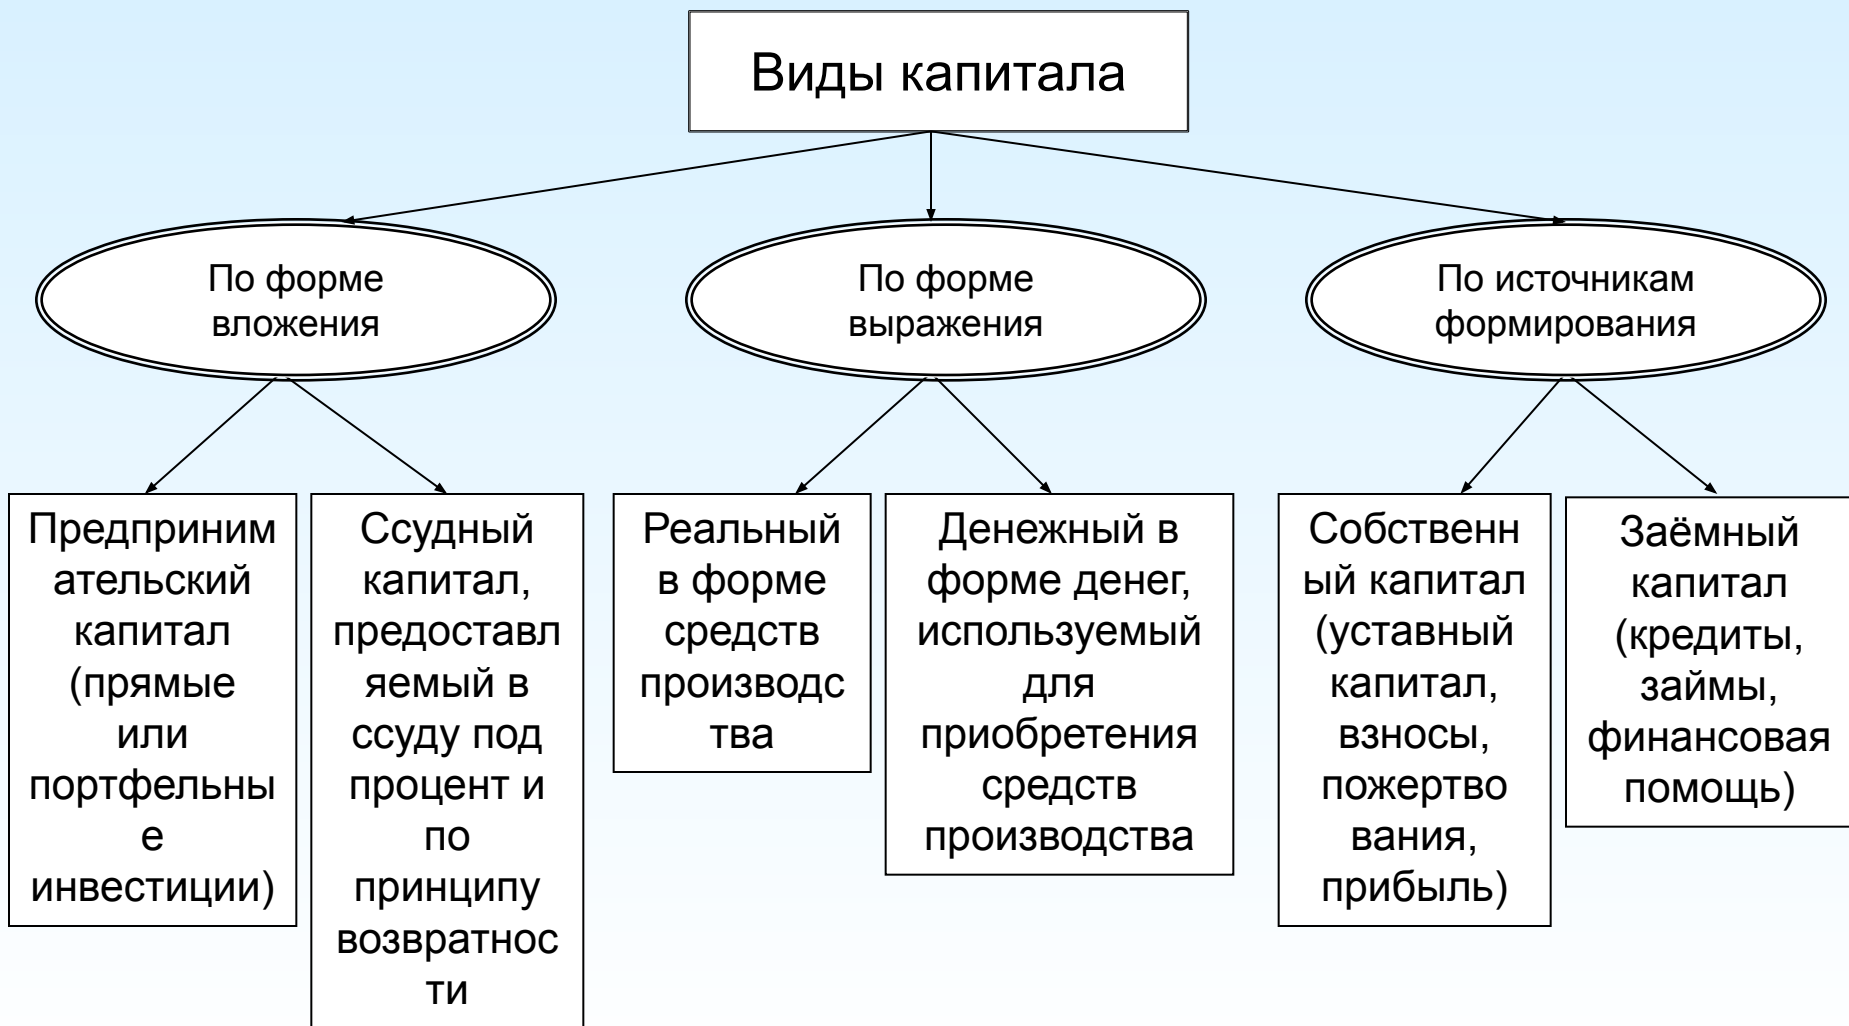 Виды капитала
По форме
вложения
По форме
выражения
По источникам
формирования
Предприним
ательский
капитал
(прямые
или
портфельны
е
инвестиции)
Ссудный
капитал,
предоставл
яемый в
ссуду под
процент и
по
принципу
возвратнос
ти
Реальный
в форме
средств
производс
тва
Денежный в
форме денег,
используемый
для
приобретения
средств
производства
Собственн
ый капитал
(уставный
капитал,
взносы,
пожертво
вания,
прибыль)
Заёмный
капитал
(кредиты,
займы,
финансовая
помощь)